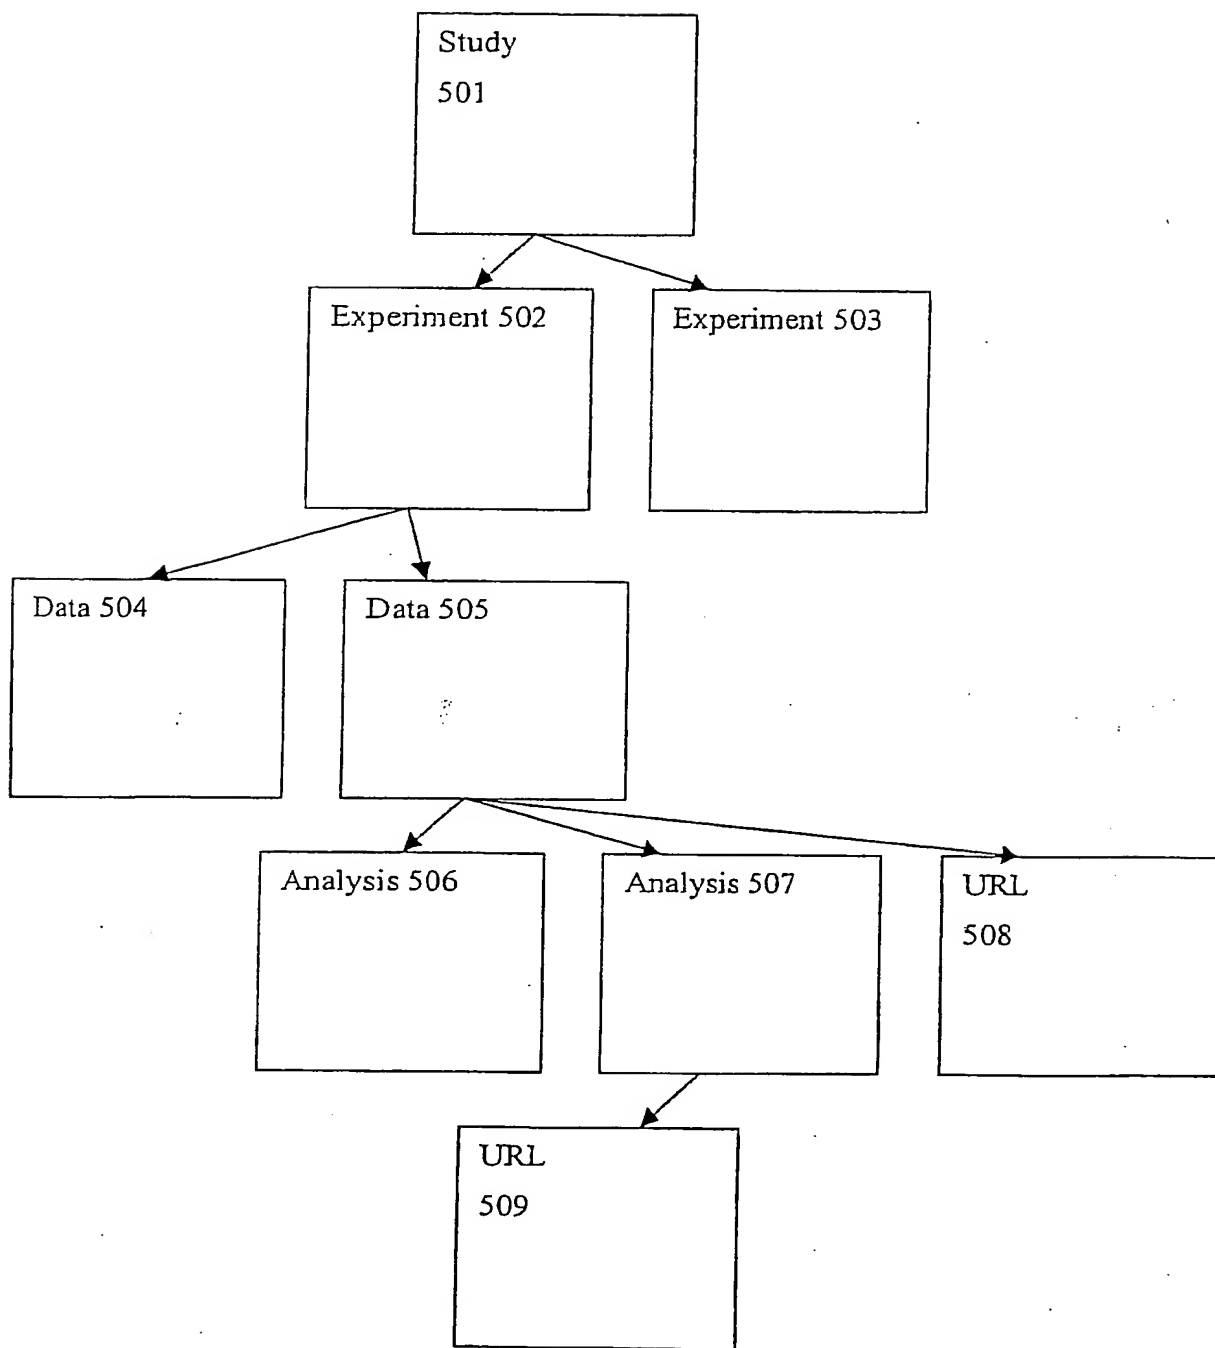 Study
501
Experiment 502
Experiment 503
Data 504
Data 505
Analysis 506
Analysis 507
URL
508
URL
509